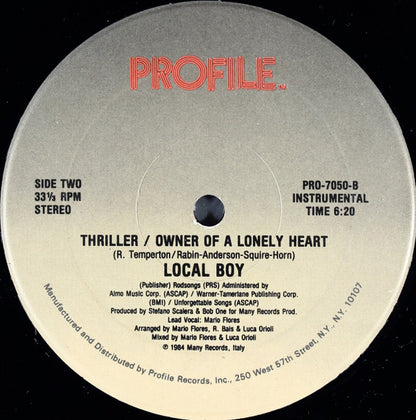 PROFILE
SIDE TWO
33⅓ RPM
STEREO
PRO-7050-B
INSTRUMENTAL
TIME 6:20
THRILLER / OWNER OF A LONELY HEART
(R. Temperton/Rabin-Anderson-Squire-Horn)
LOCAL BOY
(Publisher) Rodsongs (PRS) Administered by
Almo Music Corp. (ASCAP) / Warner-Tamerlane Publishing Corp.
(BMI) / Unforgettable Songs (ASCAP)
Produced by Stefano Scalera & Bob One for Many Records Prod.
Lead Vocal: Mario Flores
Arranged by Mario Flores, R. Bais & Luca Orioli
Mixed by Mario Flores & Luca Orioli
℗ 1984 Many Records, Italy
Manufactured and Distributed by Profile Records, Inc., 250 West 57th Street, N.Y., N.Y. 10107